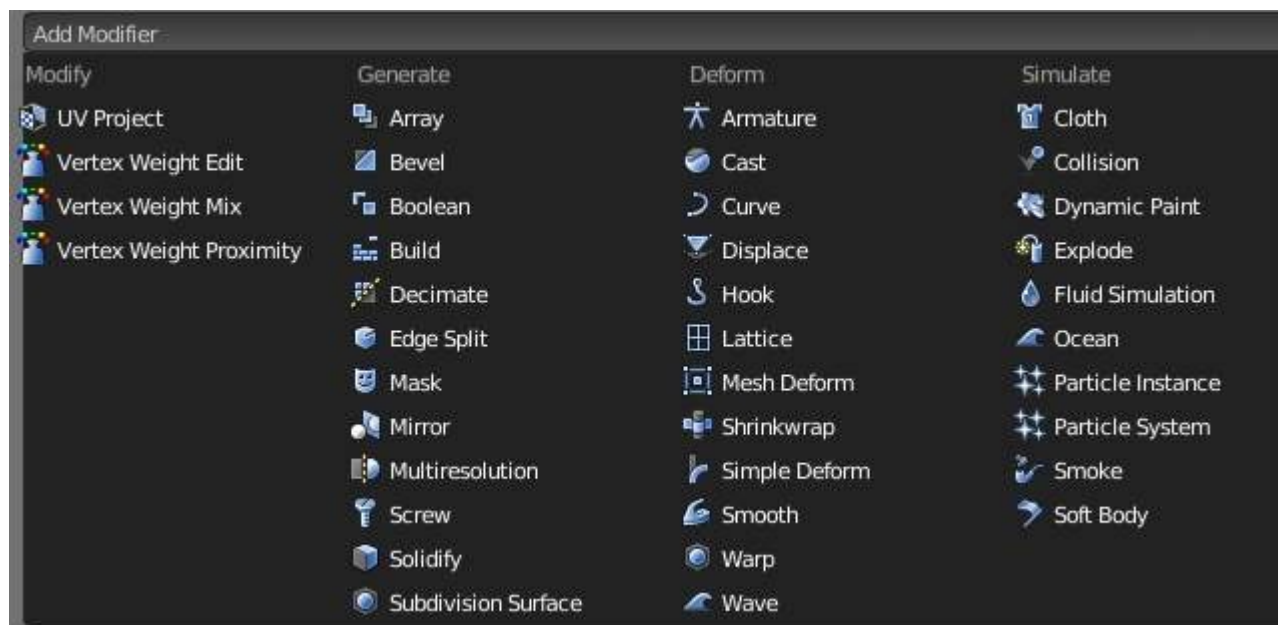 Add Modifier
Modify
UV Project
Vertex Weight Edit
Vertex Weight Mix
Vertex Weight Proximity
Generate
Array
Bevel
Boolean
Build
Decimate
Edge Split
Mask
Mirror
Multiresolution
Screw
Solidify
Subdivision Surface
Deform
Armature
Cast
Curve
Displace
Hook
Lattice
Mesh Deform
Shrinkwrap
Simple Deform
Smooth
Warp
Wave
Simulate
Cloth
Collision
Dynamic Paint
Explode
Fluid Simulation
Ocean
Particle Instance
Particle System
Smoke
Soft Body